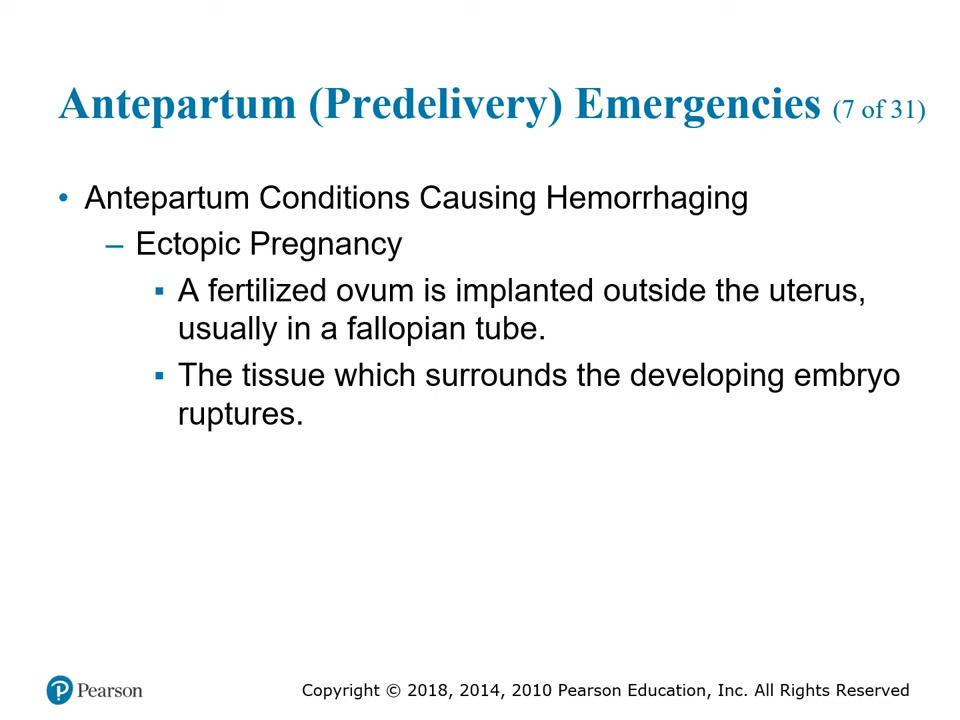 Antepartum (Predelivery) Emergencies (7 of 31)
• Antepartum Conditions Causing Hemorrhaging
– Ectopic Pregnancy
▪ A fertilized ovum is implanted outside the uterus,
usually in a fallopian tube.
▪ The tissue which surrounds the developing embryo
ruptures.
Pearson
Copyright © 2018, 2014, 2010 Pearson Education, Inc. All Rights Reserved